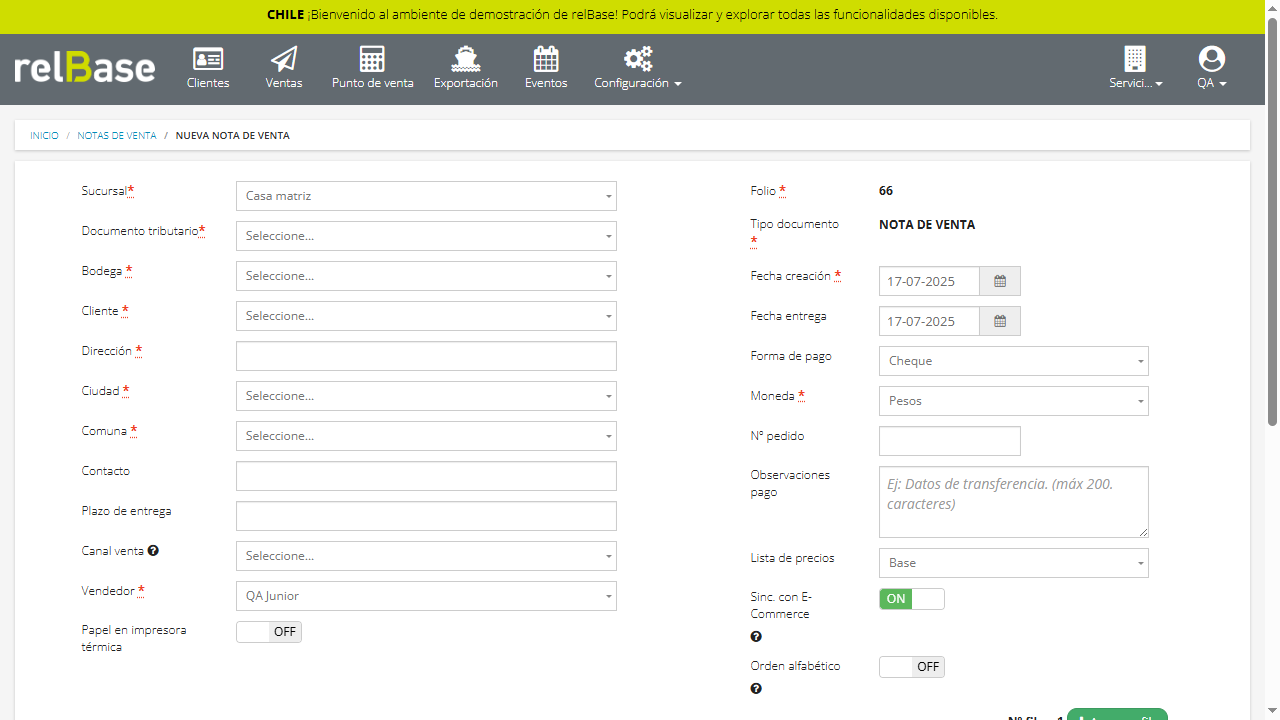 CHILE ¡Bienvenido al ambiente de demostración de relBase! Podrá visualizar y explorar todas las funcionalidades disponibles.
relBase
Clientes
Ventas
Punto de venta
Exportación
Eventos
Configuración
Servici...
QA
INICIO / NOTAS DE VENTA / NUEVA NOTA DE VENTA
Sucursal*
Casa matriz
Documento tributario*
Seleccione...
Bodega *
Seleccione...
Cliente *
Seleccione...
Dirección *
Ciudad *
Seleccione...
Comuna *
Seleccione...
Contacto
Plazo de entrega
Canal venta
Seleccione...
Vendedor *
QA Junior
Papel en impresora
térmica
OFF
Folio *
66
Tipo documento
*
NOTA DE VENTA
Fecha creación *
17-07-2025
Fecha entrega
17-07-2025
Forma de pago
Cheque
Moneda *
Pesos
Nº pedido
Observaciones
pago
Ej: Datos de transferencia. (máx 200.
caracteres)
Lista de precios
Base
Sinc. con E-
Commerce
ON
Orden alfabético
OFF